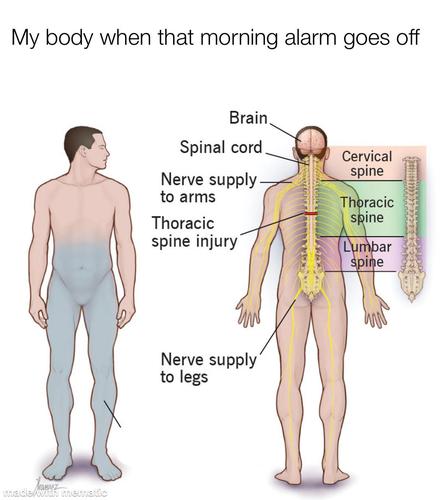 My body when that morning alarm goes off
Brain
Spinal cord
Nerve supply
to arms
Thoracic
spine injury
Cervical
spine
Thoracic
spine
Lumbar
spine
Nerve supply
to legs
made with mematic